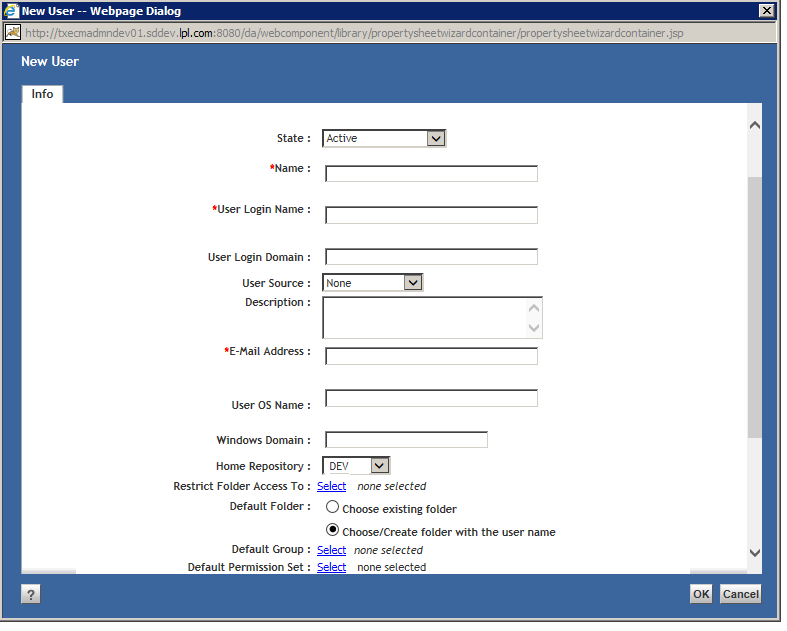 New User -- Webpage Dialog
http://txecmadmndev01.sddev.lpl.com:8080/da/webcomponent/library/propertysheetwizardcontainer/propertysheetwizardcontainer.jsp
New User
Info
State : Active
*Name :
*User Login Name :
User Login Domain :
User Source : None
Description :
*E-Mail Address :
User OS Name :
Windows Domain :
Home Repository : DEV
Restrict Folder Access To : Select none selected
Default Folder : Choose existing folder
Choose/Create folder with the user name
Default Group : Select none selected
Default Permission Set : Select none selected
? OK Cancel